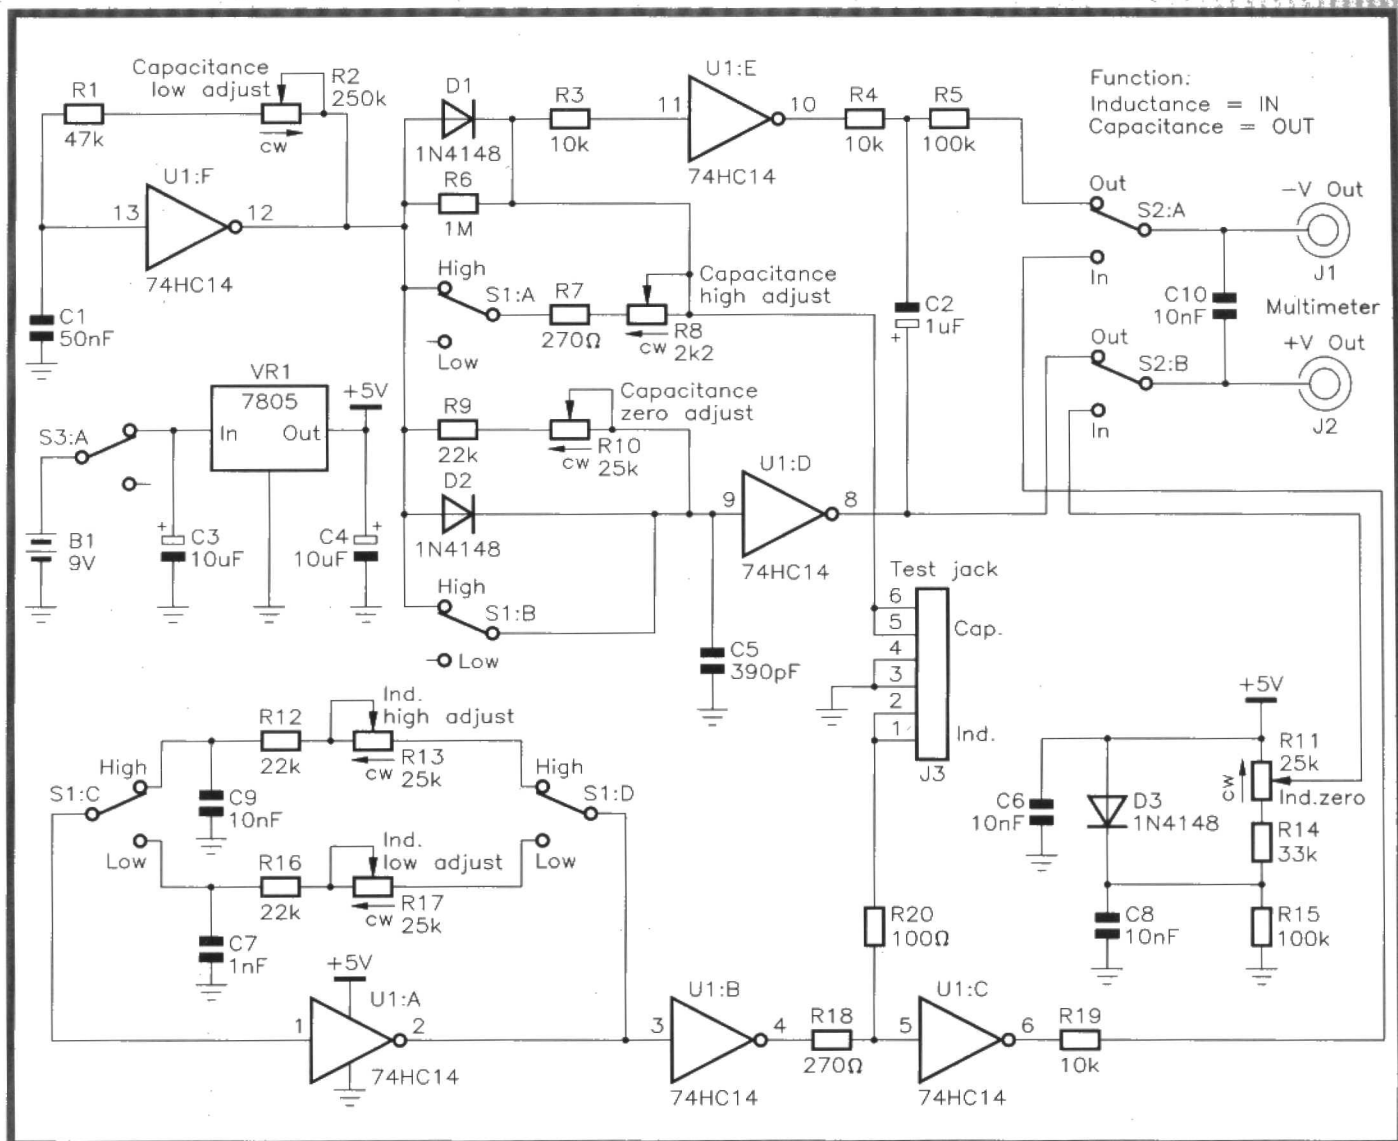 Capacitance
low adjust
R1
47k
R2
250k
cw
U1:F
13
12
74HC14
C1
50nF
D1
1N4148
R3
10k
U1:E
11
10
74HC14
R4
10k
R5
100k
Function:
Inductance = IN
Capacitance = OUT
R6
1M
High
S1:A
Low
R7
270Ω
Capacitance
high adjust
cw
R8
2k2
C2
1uF
+
Out
S2:A
In
-V Out
J1
C10
10nF
Multimeter
Out
S2:B
In
+V Out
J2
VR1
7805
In
Out
+5V
S3:A
B1
9V
+
C3
10uF
+
C4
10uF
R9
22k
Capacitance
zero adjust
cw
R10
25k
D2
1N4148
High
S1:B
Low
U1:D
9
8
74HC14
C5
390pF
Test jack
6
5
4
3
2
1
Cap.
Ind.
J3
R12
22k
Ind.
high adjust
cw
R13
25k
High
S1:C
Low
C9
10nF
High
S1:D
Low
R16
22k
Ind.
low adjust
cw
R17
25k
C7
1nF
+5V
U1:A
1
2
74HC14
U1:B
3
4
74HC14
R18
270Ω
R20
100Ω
U1:C
5
6
74HC14
R19
10k
+5V
R11
25k
cw
Ind.zero
C6
10nF
D3
1N4148
R14
33k
C8
10nF
R15
100k